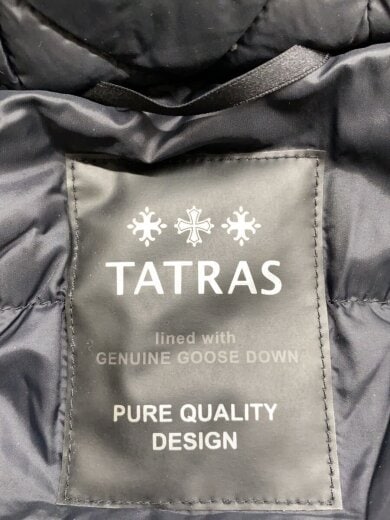 TATRAS
lined with
GENUINE GOOSE DOWN
PURE QUALITY
DESIGN